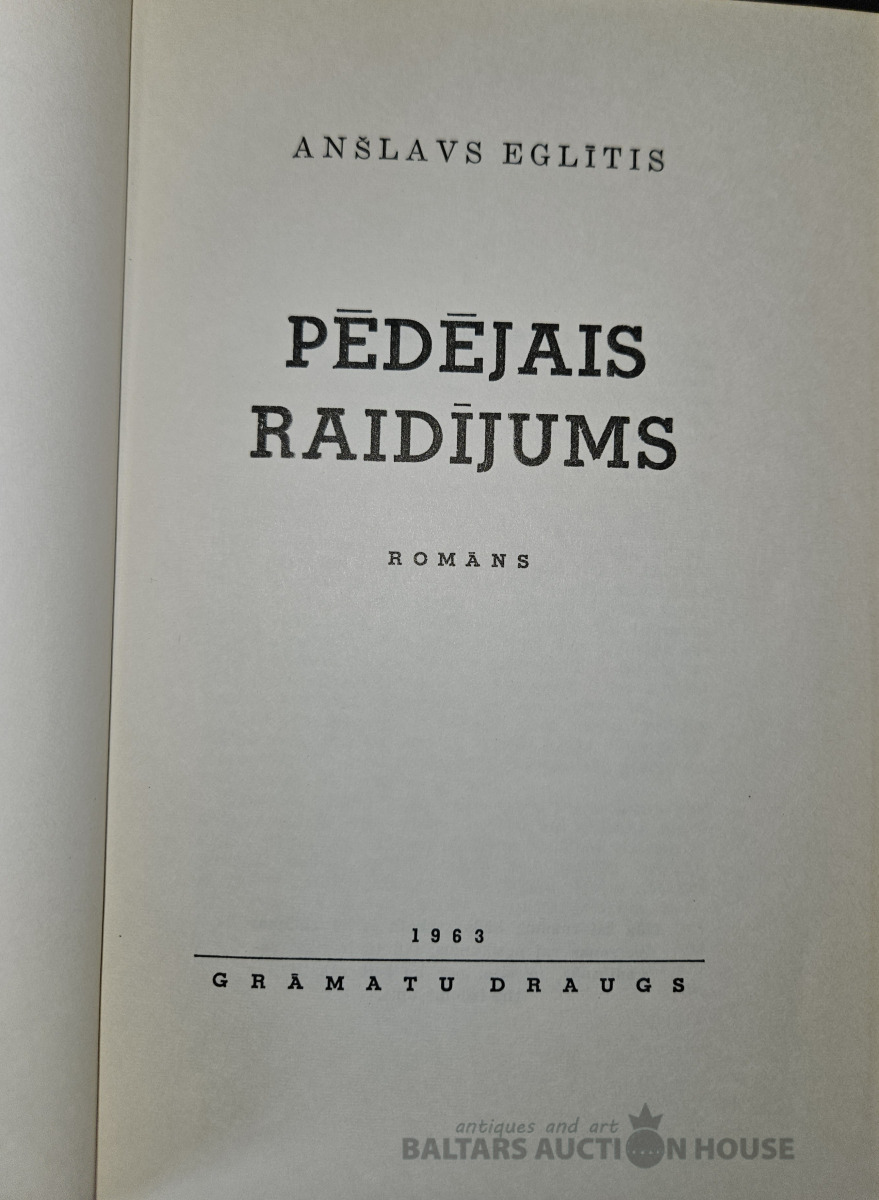 ANŠLAVS EGLĪTIS
PĒDĒJAIS
RAIDĪJUMS
ROMĀNS
1963
GRĀMATU DRAUGS
antiques and art
BALTARS AUCTION HOUSE